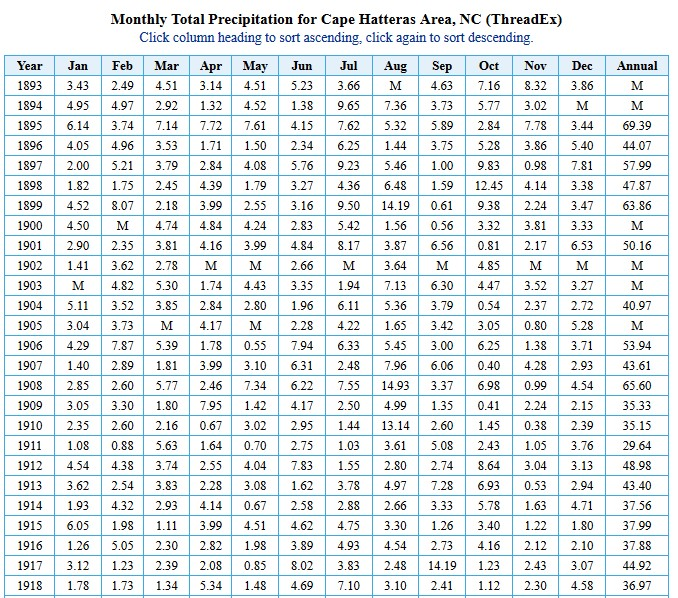 Monthly Total Precipitation for Cape Hatteras Area, NC (ThreadEx)
Click column heading to sort ascending, click again to sort descending.
Year Jan Feb Mar Apr May Jun Jul Aug Sep Oct Nov Dec Annual
1893 3.43 2.49 4.51 3.14 4.51 5.23 3.66 M 4.63 7.16 8.32 3.86 M
1894 4.95 4.97 2.92 1.32 4.52 1.38 9.65 7.36 3.73 5.77 3.02 M M
1895 6.14 3.74 7.14 7.72 7.61 4.15 7.62 5.32 5.89 2.84 7.78 3.44 69.39
1896 4.05 4.96 3.53 1.71 1.50 2.34 6.25 1.44 3.75 5.28 3.86 5.40 44.07
1897 2.00 5.21 3.79 2.84 4.08 5.76 9.23 5.46 1.00 9.83 0.98 7.81 57.99
1898 1.82 1.75 2.45 4.39 1.79 3.27 4.36 6.48 1.59 12.45 4.14 3.38 47.87
1899 4.52 8.07 2.18 3.99 2.55 3.16 9.50 14.19 0.61 9.38 2.24 3.47 63.86
1900 4.50 M 4.74 4.84 4.24 2.83 5.42 1.56 0.56 3.32 3.81 3.33 M
1901 2.90 2.35 3.81 4.16 3.99 4.84 8.17 3.87 6.56 0.81 2.17 6.53 50.16
1902 1.41 3.62 2.78 M M 2.66 M 3.64 M 4.85 M M M
1903 M 4.82 5.30 1.74 4.43 3.35 1.94 7.13 6.30 4.47 3.52 3.27 M
1904 5.11 3.52 3.85 2.84 2.80 1.96 6.11 5.36 3.79 0.54 2.37 2.72 40.97
1905 3.04 3.73 M 4.17 M 2.28 4.22 1.65 3.42 3.05 0.80 5.28 M
1906 4.29 7.87 5.39 1.78 0.55 7.94 6.33 5.45 3.00 6.25 1.38 3.71 53.94
1907 1.40 2.89 1.81 3.99 3.10 6.31 2.48 7.96 6.06 0.40 4.28 2.93 43.61
1908 2.85 2.60 5.77 2.46 7.34 6.22 7.55 14.93 3.37 6.98 0.99 4.54 65.60
1909 3.05 3.30 1.80 7.95 1.42 4.17 2.50 4.99 1.35 0.41 2.24 2.15 35.33
1910 2.35 2.60 2.16 0.67 3.02 2.95 1.44 13.14 2.60 1.45 0.38 2.39 35.15
1911 1.08 0.88 5.63 1.64 0.70 2.75 1.03 3.61 5.08 2.43 1.05 3.76 29.64
1912 4.54 4.38 3.74 2.55 4.04 7.83 1.55 2.80 2.74 8.64 3.04 3.13 48.98
1913 3.62 2.54 3.83 2.28 3.08 1.62 3.78 4.97 7.28 6.93 0.53 2.94 43.40
1914 1.93 4.32 2.93 4.14 0.67 2.58 2.88 2.66 3.33 5.78 1.63 4.71 37.56
1915 6.05 1.98 1.11 3.99 4.51 4.62 4.75 3.30 1.26 3.40 1.22 1.80 37.99
1916 1.26 5.05 2.30 2.82 1.98 3.89 4.93 4.54 2.73 4.16 2.12 2.10 37.88
1917 3.12 1.23 2.39 2.08 0.85 8.02 3.83 2.48 14.19 1.23 2.43 3.07 44.92
1918 1.78 1.73 1.34 5.34 1.48 4.69 7.10 3.10 2.41 1.12 2.30 4.58 36.97